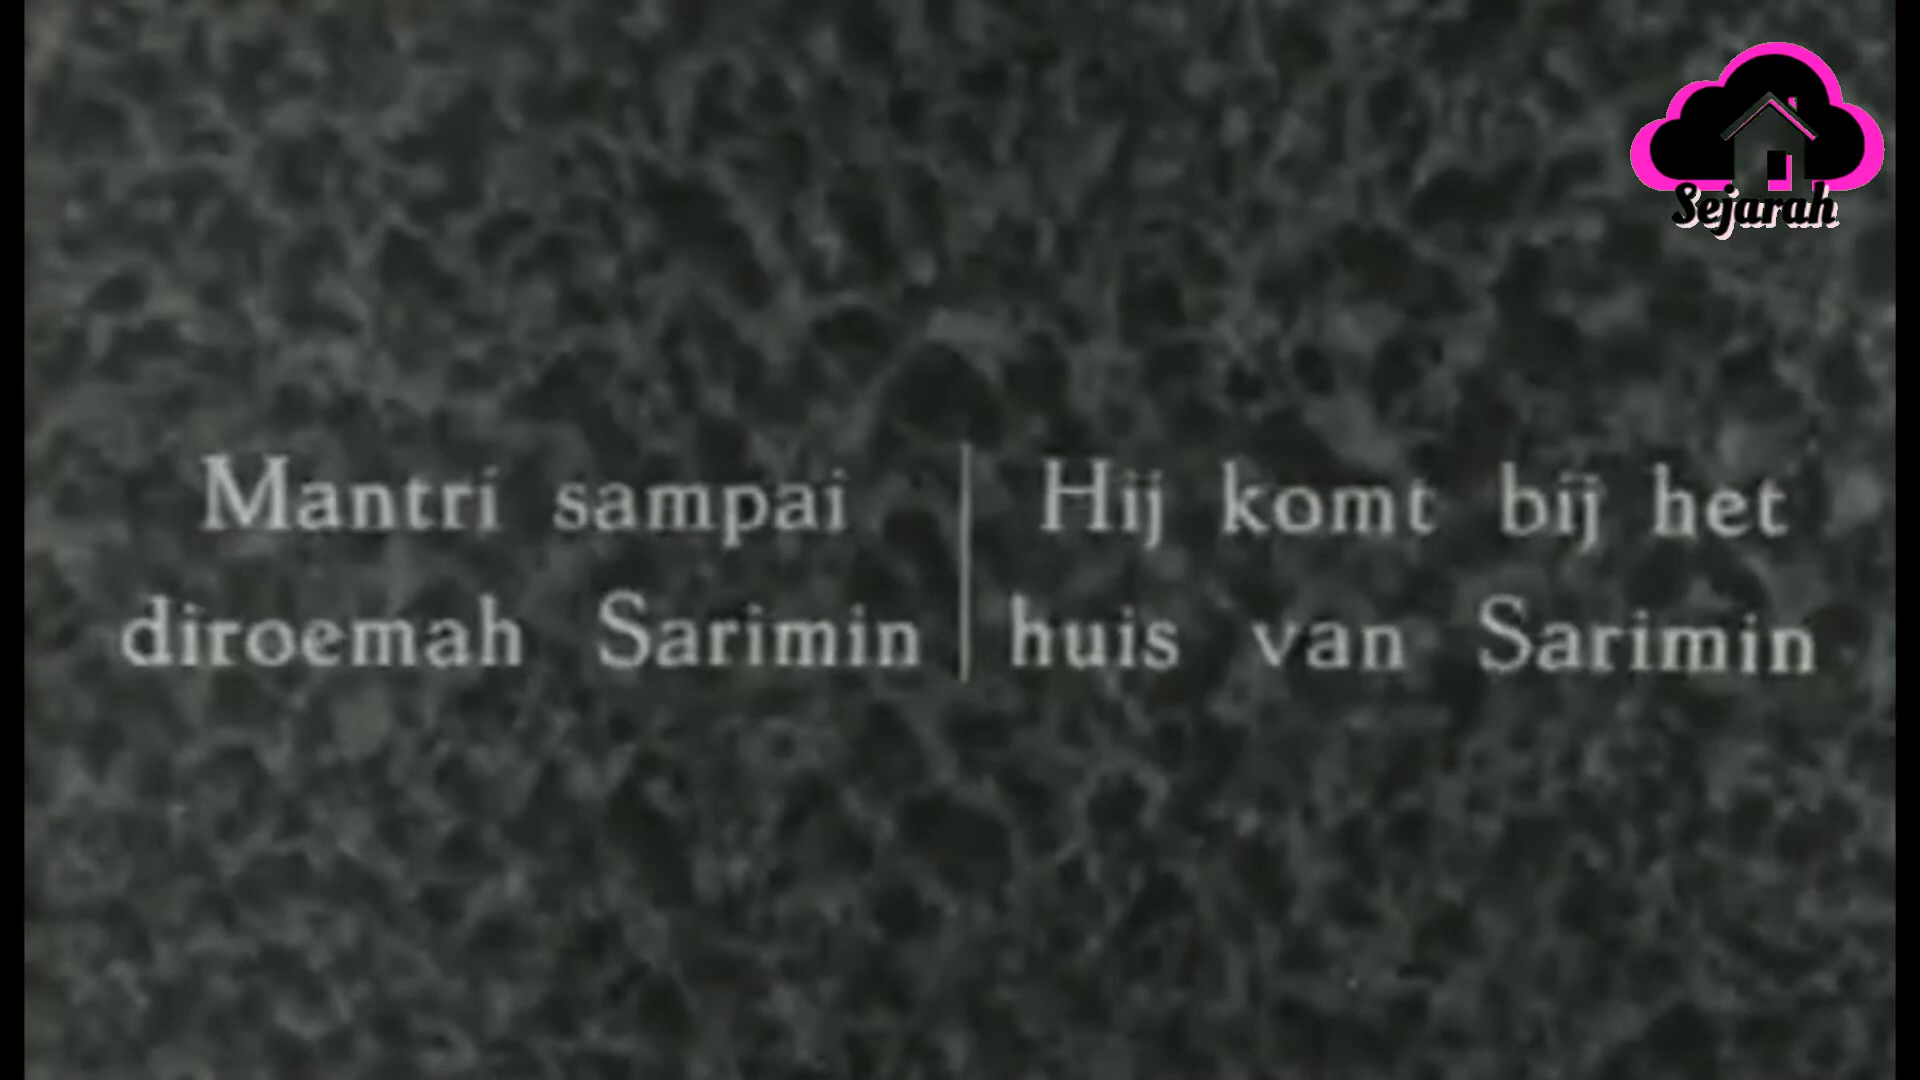 Sejarah
Mantri sampai
diroemah Sarimin
Hij komt bij het
huis van Sarimin